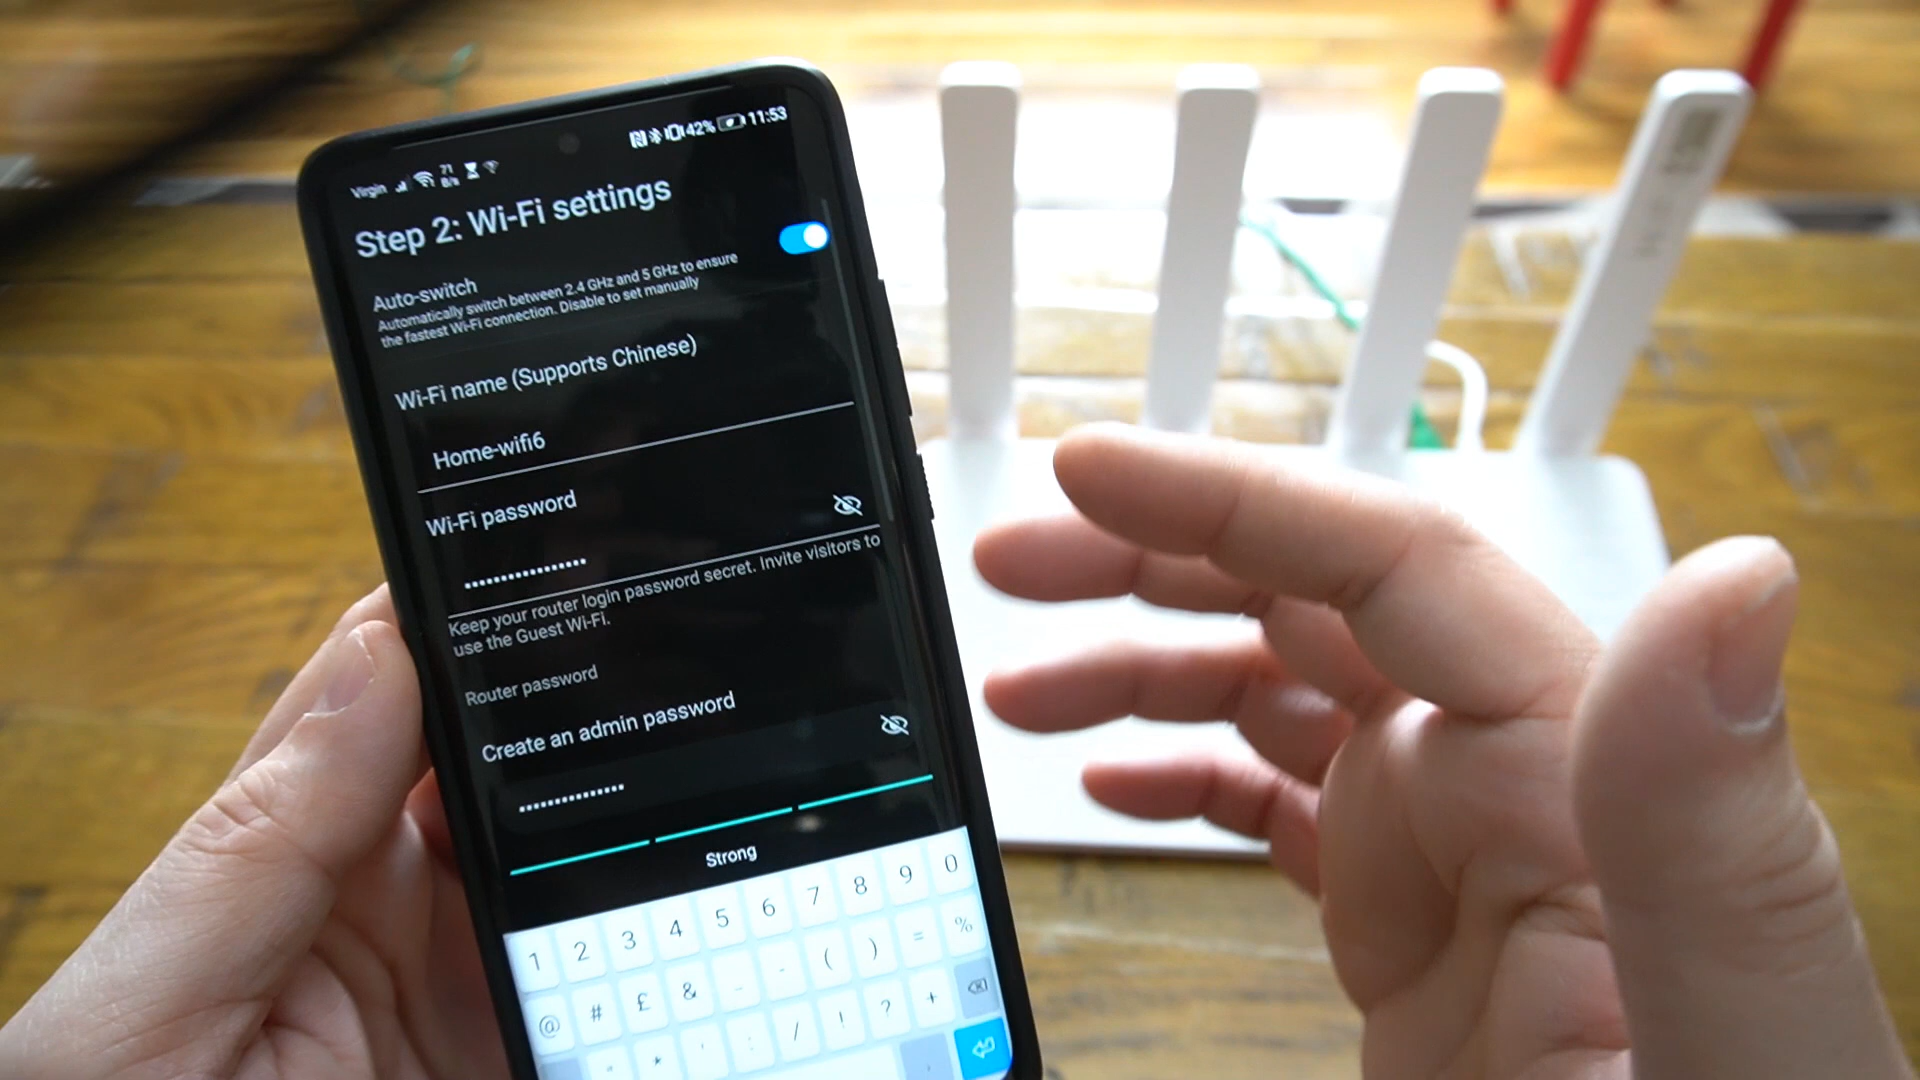 Virgin 71 B/s 42% 11:53
Step 2: Wi-Fi settings
Auto-switch
Automatically switch between 2.4 GHz and 5 GHz to ensure
the fastest Wi-Fi connection. Disable to set manually
Wi-Fi name (Supports Chinese)
Home-wifi6
Wi-Fi password
•••••••••••••••••
Keep your router login password secret. Invite visitors to
use the Guest Wi-Fi.
Router password
Create an admin password
•••••••••••••••
Strong
1 2 3 4 5 6 7 8 9 0
@ # £ & _ - ( ) = %
" * ' : / ! ? +
,